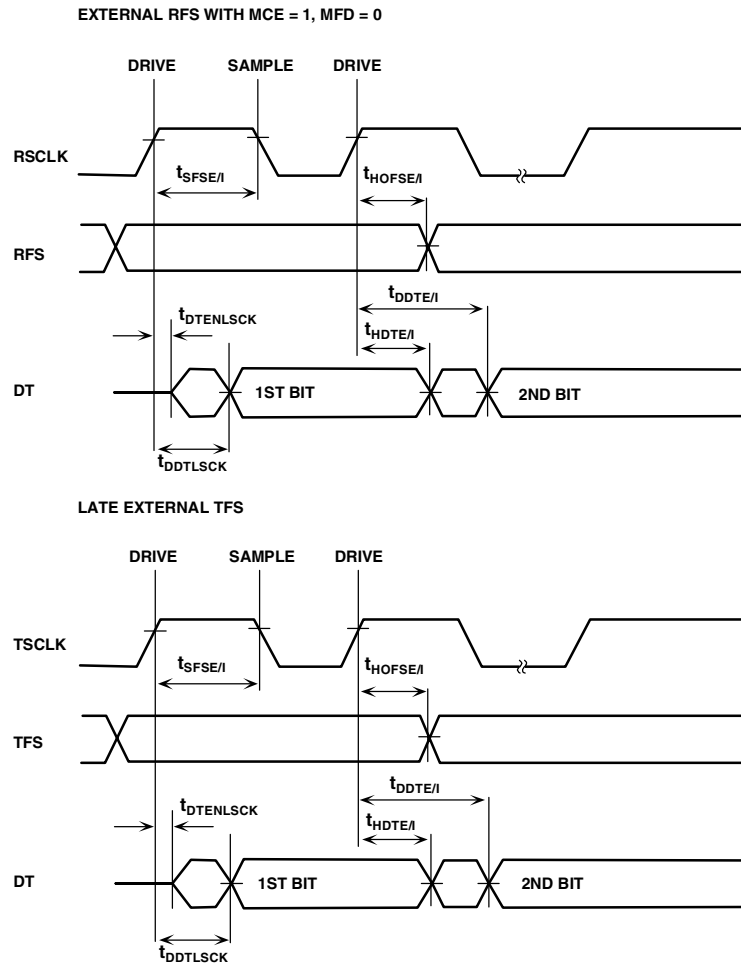 EXTERNAL RFS WITH MCE = 1, MFD = 0
DRIVE SAMPLE DRIVE
RSCLK
tSFSE/I
tHOFSE/I
RFS
tDDTE/I
tDTENLSCK
tHDTE/I
DT
1ST BIT
2ND BIT
tDDTLSCK
LATE EXTERNAL TFS
DRIVE SAMPLE DRIVE
TSCLK
tSFSE/I
tHOFSE/I
TFS
tDDTE/I
tDTENLSCK
tHDTE/I
DT
1ST BIT
2ND BIT
tDDTLSCK